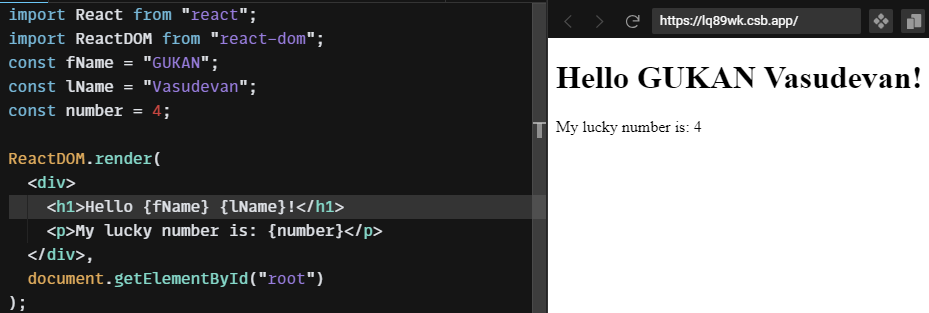 import React from "react";
import ReactDOM from "react-dom";
const fName = "GUKAN";
const lName = "Vasudevan";
const number = 4;
ReactDOM.render(
<div>
<h1>Hello {fName} {lName}!</h1>
<p>My lucky number is: {number}</p>
</div>,
document.getElementById("root")
);
https://lq89wk.csb.app/
Hello GUKAN Vasudevan!
My lucky number is: 4